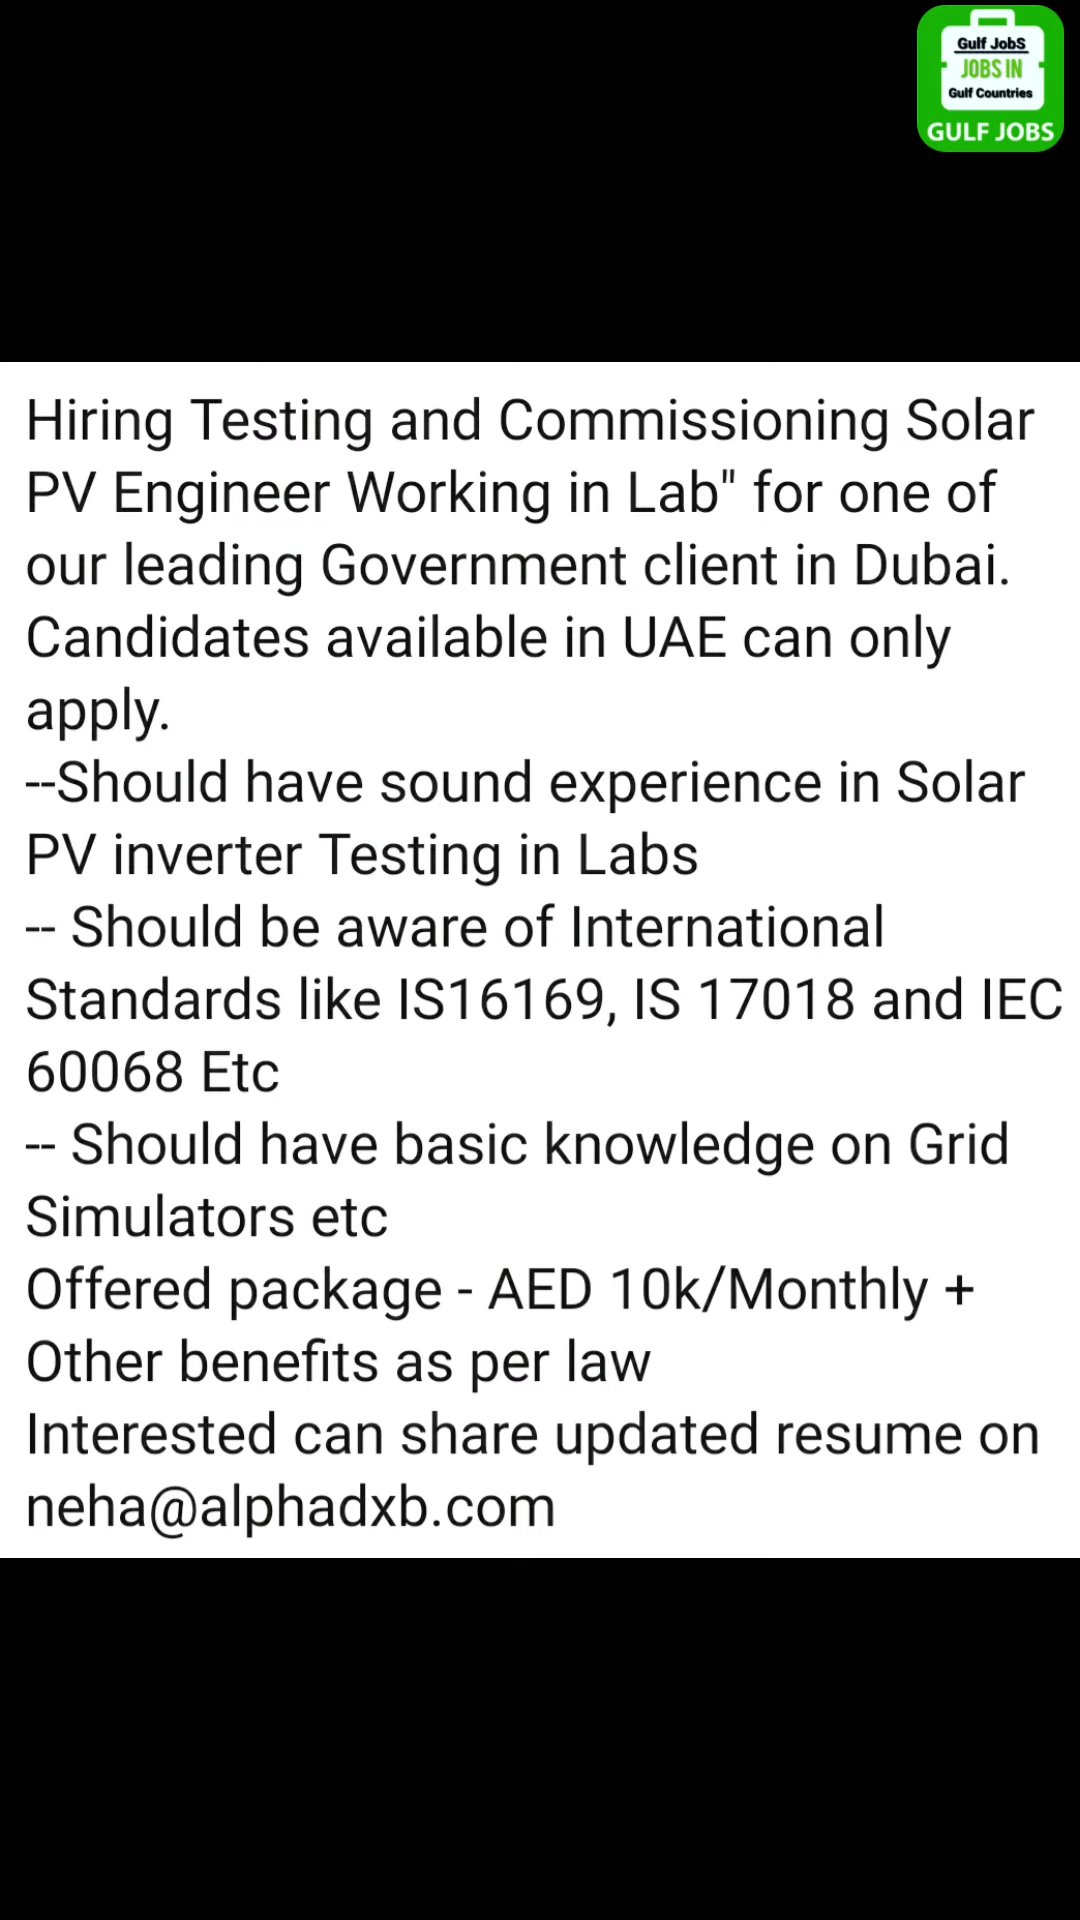 Gulf JobS
JOBS IN
Gulf Countries
GULF JOBS
Hiring Testing and Commissioning Solar
PV Engineer Working in Lab" for one of
our leading Government client in Dubai.
Candidates available in UAE can only
apply.
--Should have sound experience in Solar
PV inverter Testing in Labs
-- Should be aware of International
Standards like IS16169, IS 17018 and IEC
60068 Etc
-- Should have basic knowledge on Grid
Simulators etc
Offered package - AED 10k/Monthly +
Other benefits as per law
Interested can share updated resume on
neha@alphadxb.com